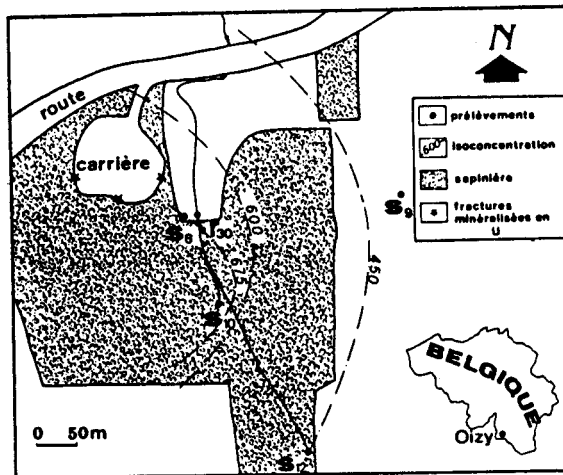 N
route
carrière
prélèvements
600
isoconcentration
sapinière
fractures
minéralisées en
U
S9
S8
30
600
S10
450
BELGIQUE
Oizy
0 50m
S